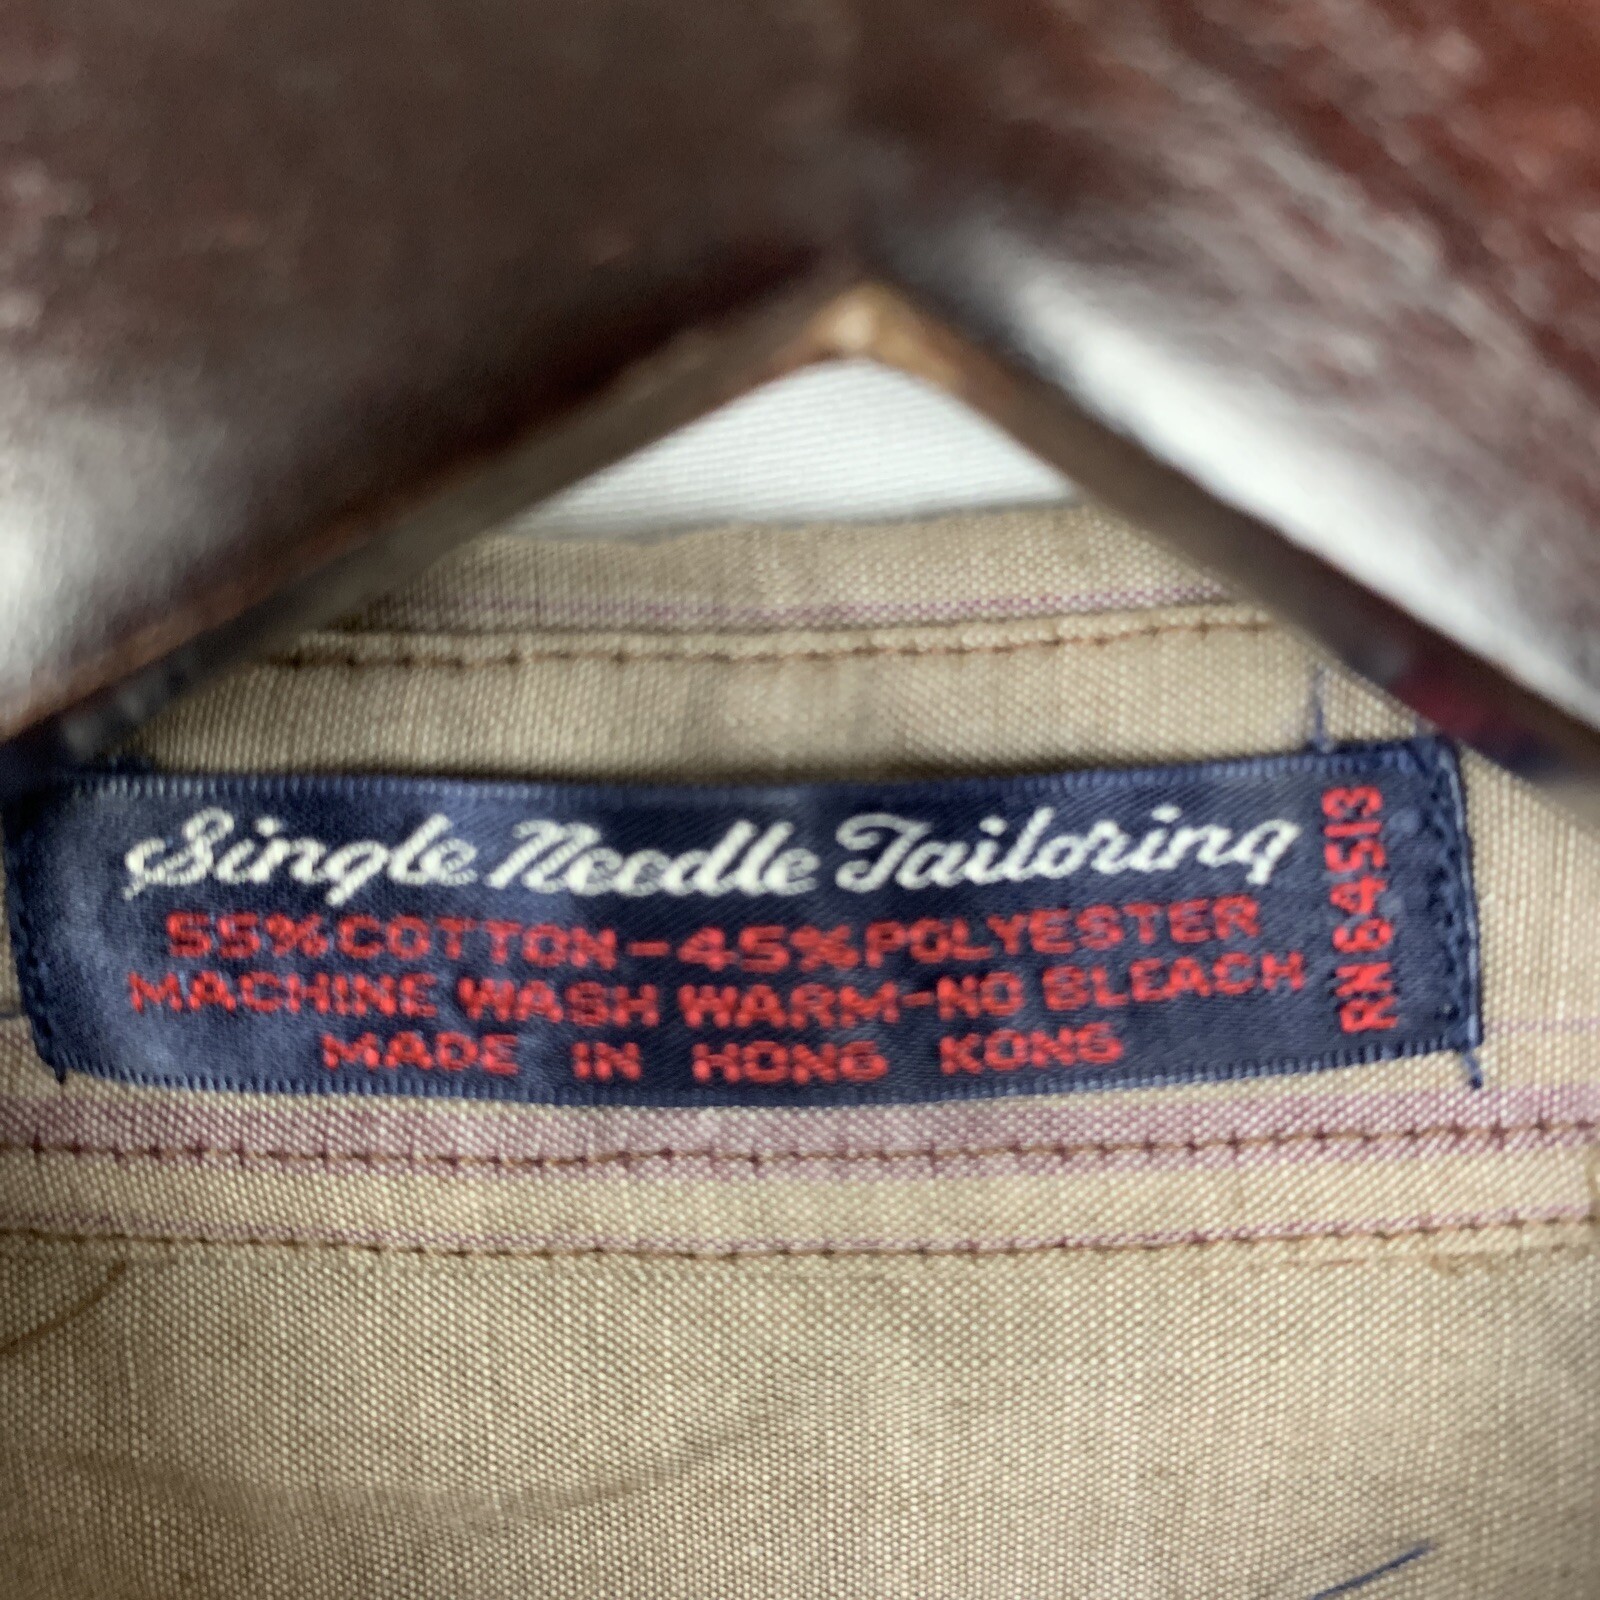 Single Needle Tailoring
55% COTTON-45% POLYESTER
MACHINE WASH WARM-NO BLEACH
MADE IN HONG KONG
RN 64513